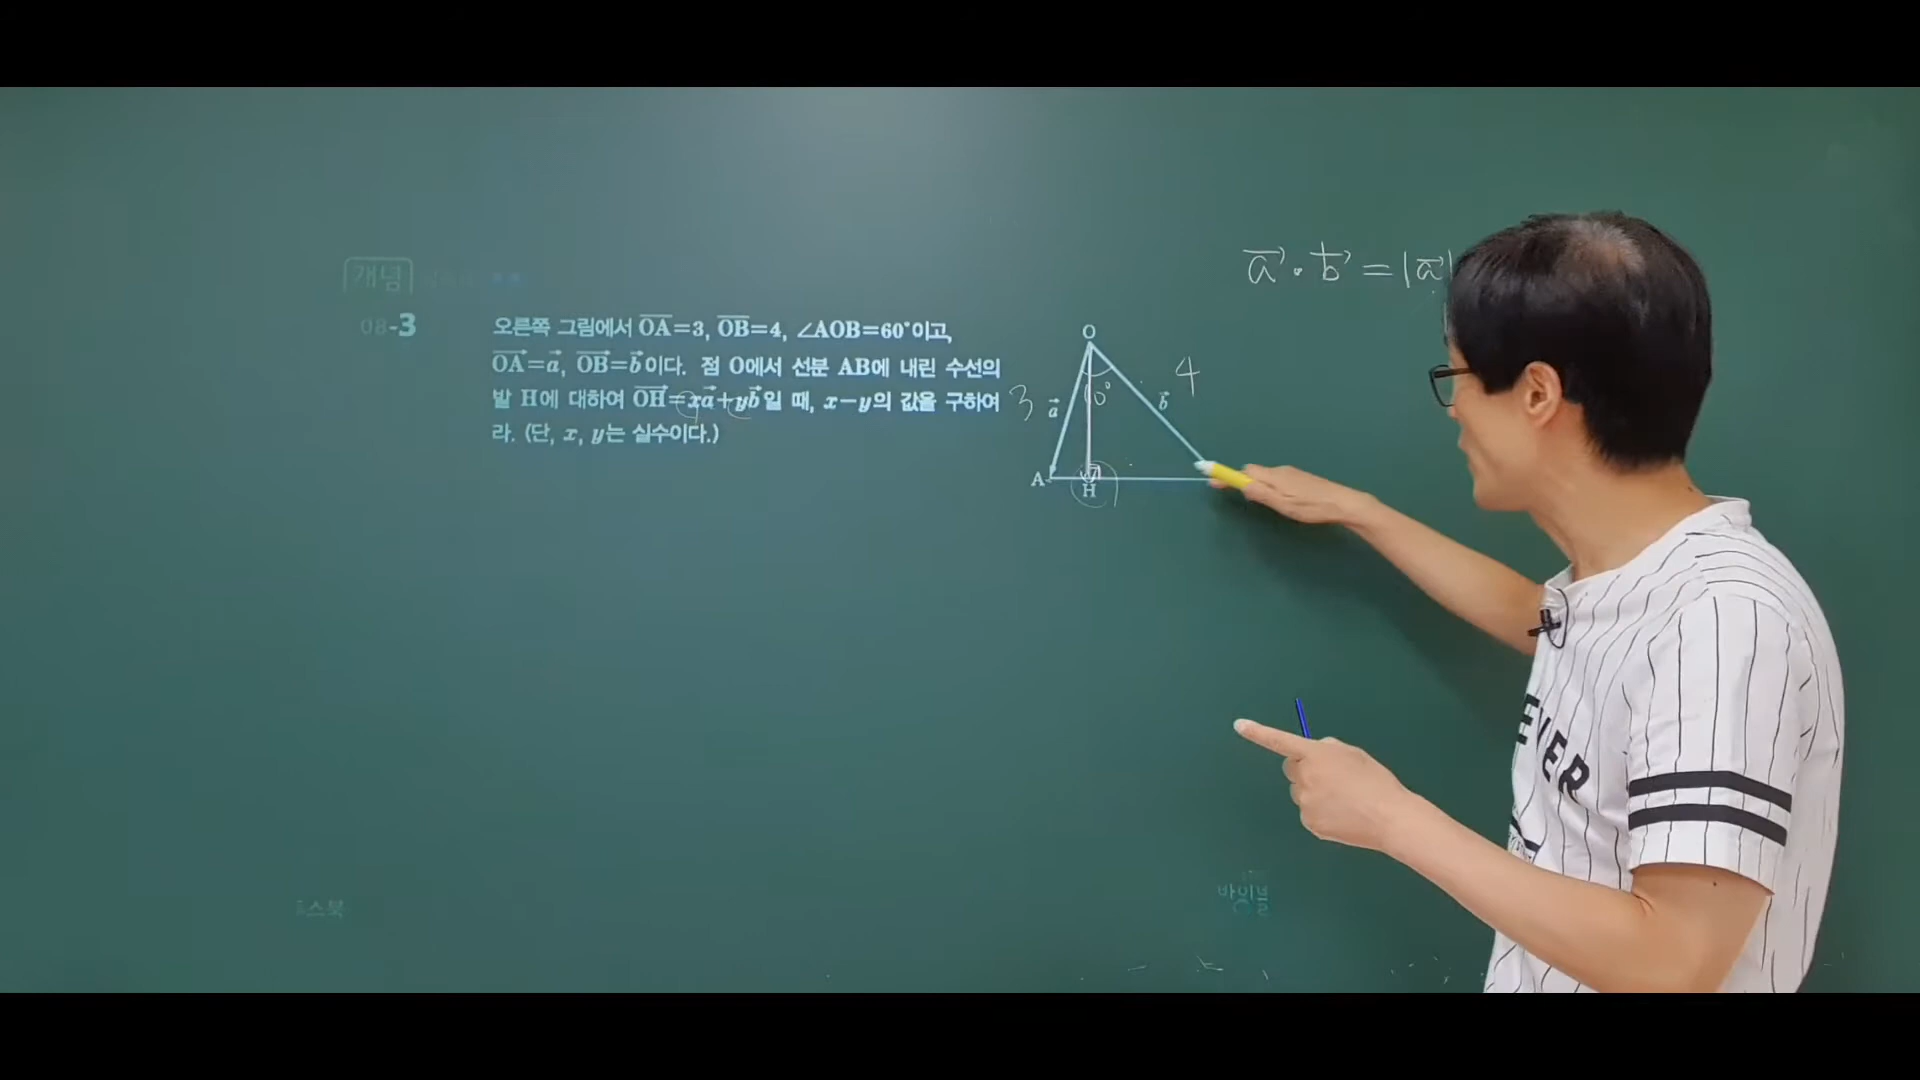 개념
08-3
오른쪽 그림에서 OA=3, OB=4, ∠AOB=60°이고,
OA=a, OB=b이다. 점 O에서 선분 AB에 내린 수선의
발 H에 대하여 OH=xa+yb일 때, x-y의 값을 구하여
라. (단, x, y는 실수이다.)
O
4
3
a
b
A
H
a · b = |a|
EVER
바이블